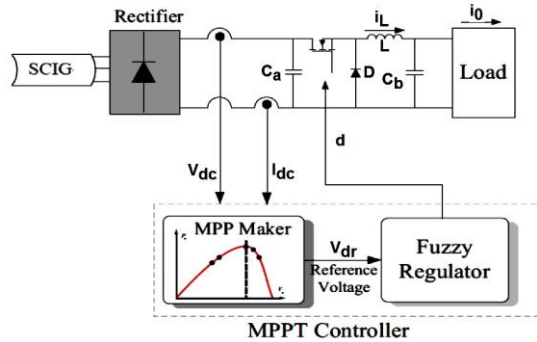 Rectifier
SCIG
Ca
L
iL
D
Cb
i0
Load
d
Vdc
Idc
MPP Maker
Vdr
Reference
Voltage
Fuzzy
Regulator
MPPT Controller